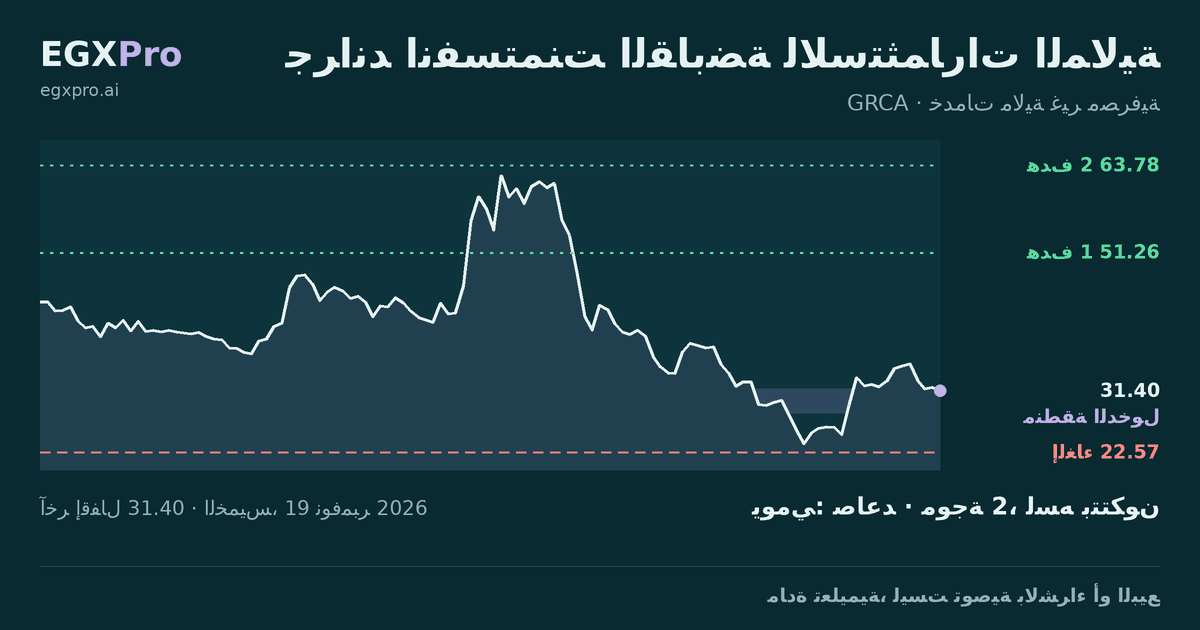 EGXPro
egxpro.ai
جراند انفستمنت القابضة للاستثمارات المالية
GRCA · خدمات مالية غير مصرفية
هدف 2 63.78
هدف 1 51.26
31.40
منطقة الدخول
إلغاء 22.57
يومي: صاعد · موجة 2، لسه بتتكون
آخر إقفال 31.40 · الخميس، 19 نوفمبر 2026
مادة تعليمية، ليست توصية بالشراء أو البيع